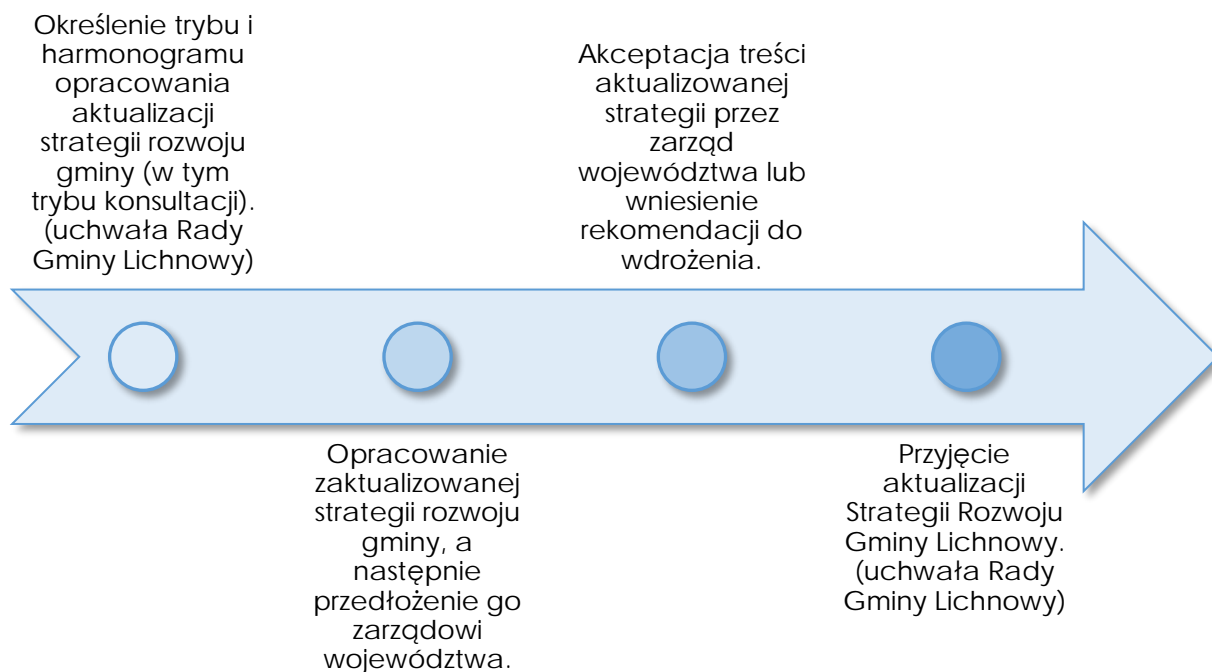 Określenie trybu i
harmonogramu
opracowania
aktualizacji
strategii rozwoju
gminy (w tym
trybu konsultacji).
(uchwała Rady
Gminy Lichnowy)
Opracowanie
zaktualizowanej
strategii rozwoju
gminy, a
następnie
przedłożenie go
zarządowi
województwa.
Akceptacja treści
aktualizowanej
strategii przez
zarząd
województwa lub
wniesienie
rekomendacji do
wdrożenia.
Przyjęcie
aktualizacji
Strategii Rozwoju
Gminy Lichnowy.
(uchwała Rady
Gminy Lichnowy)